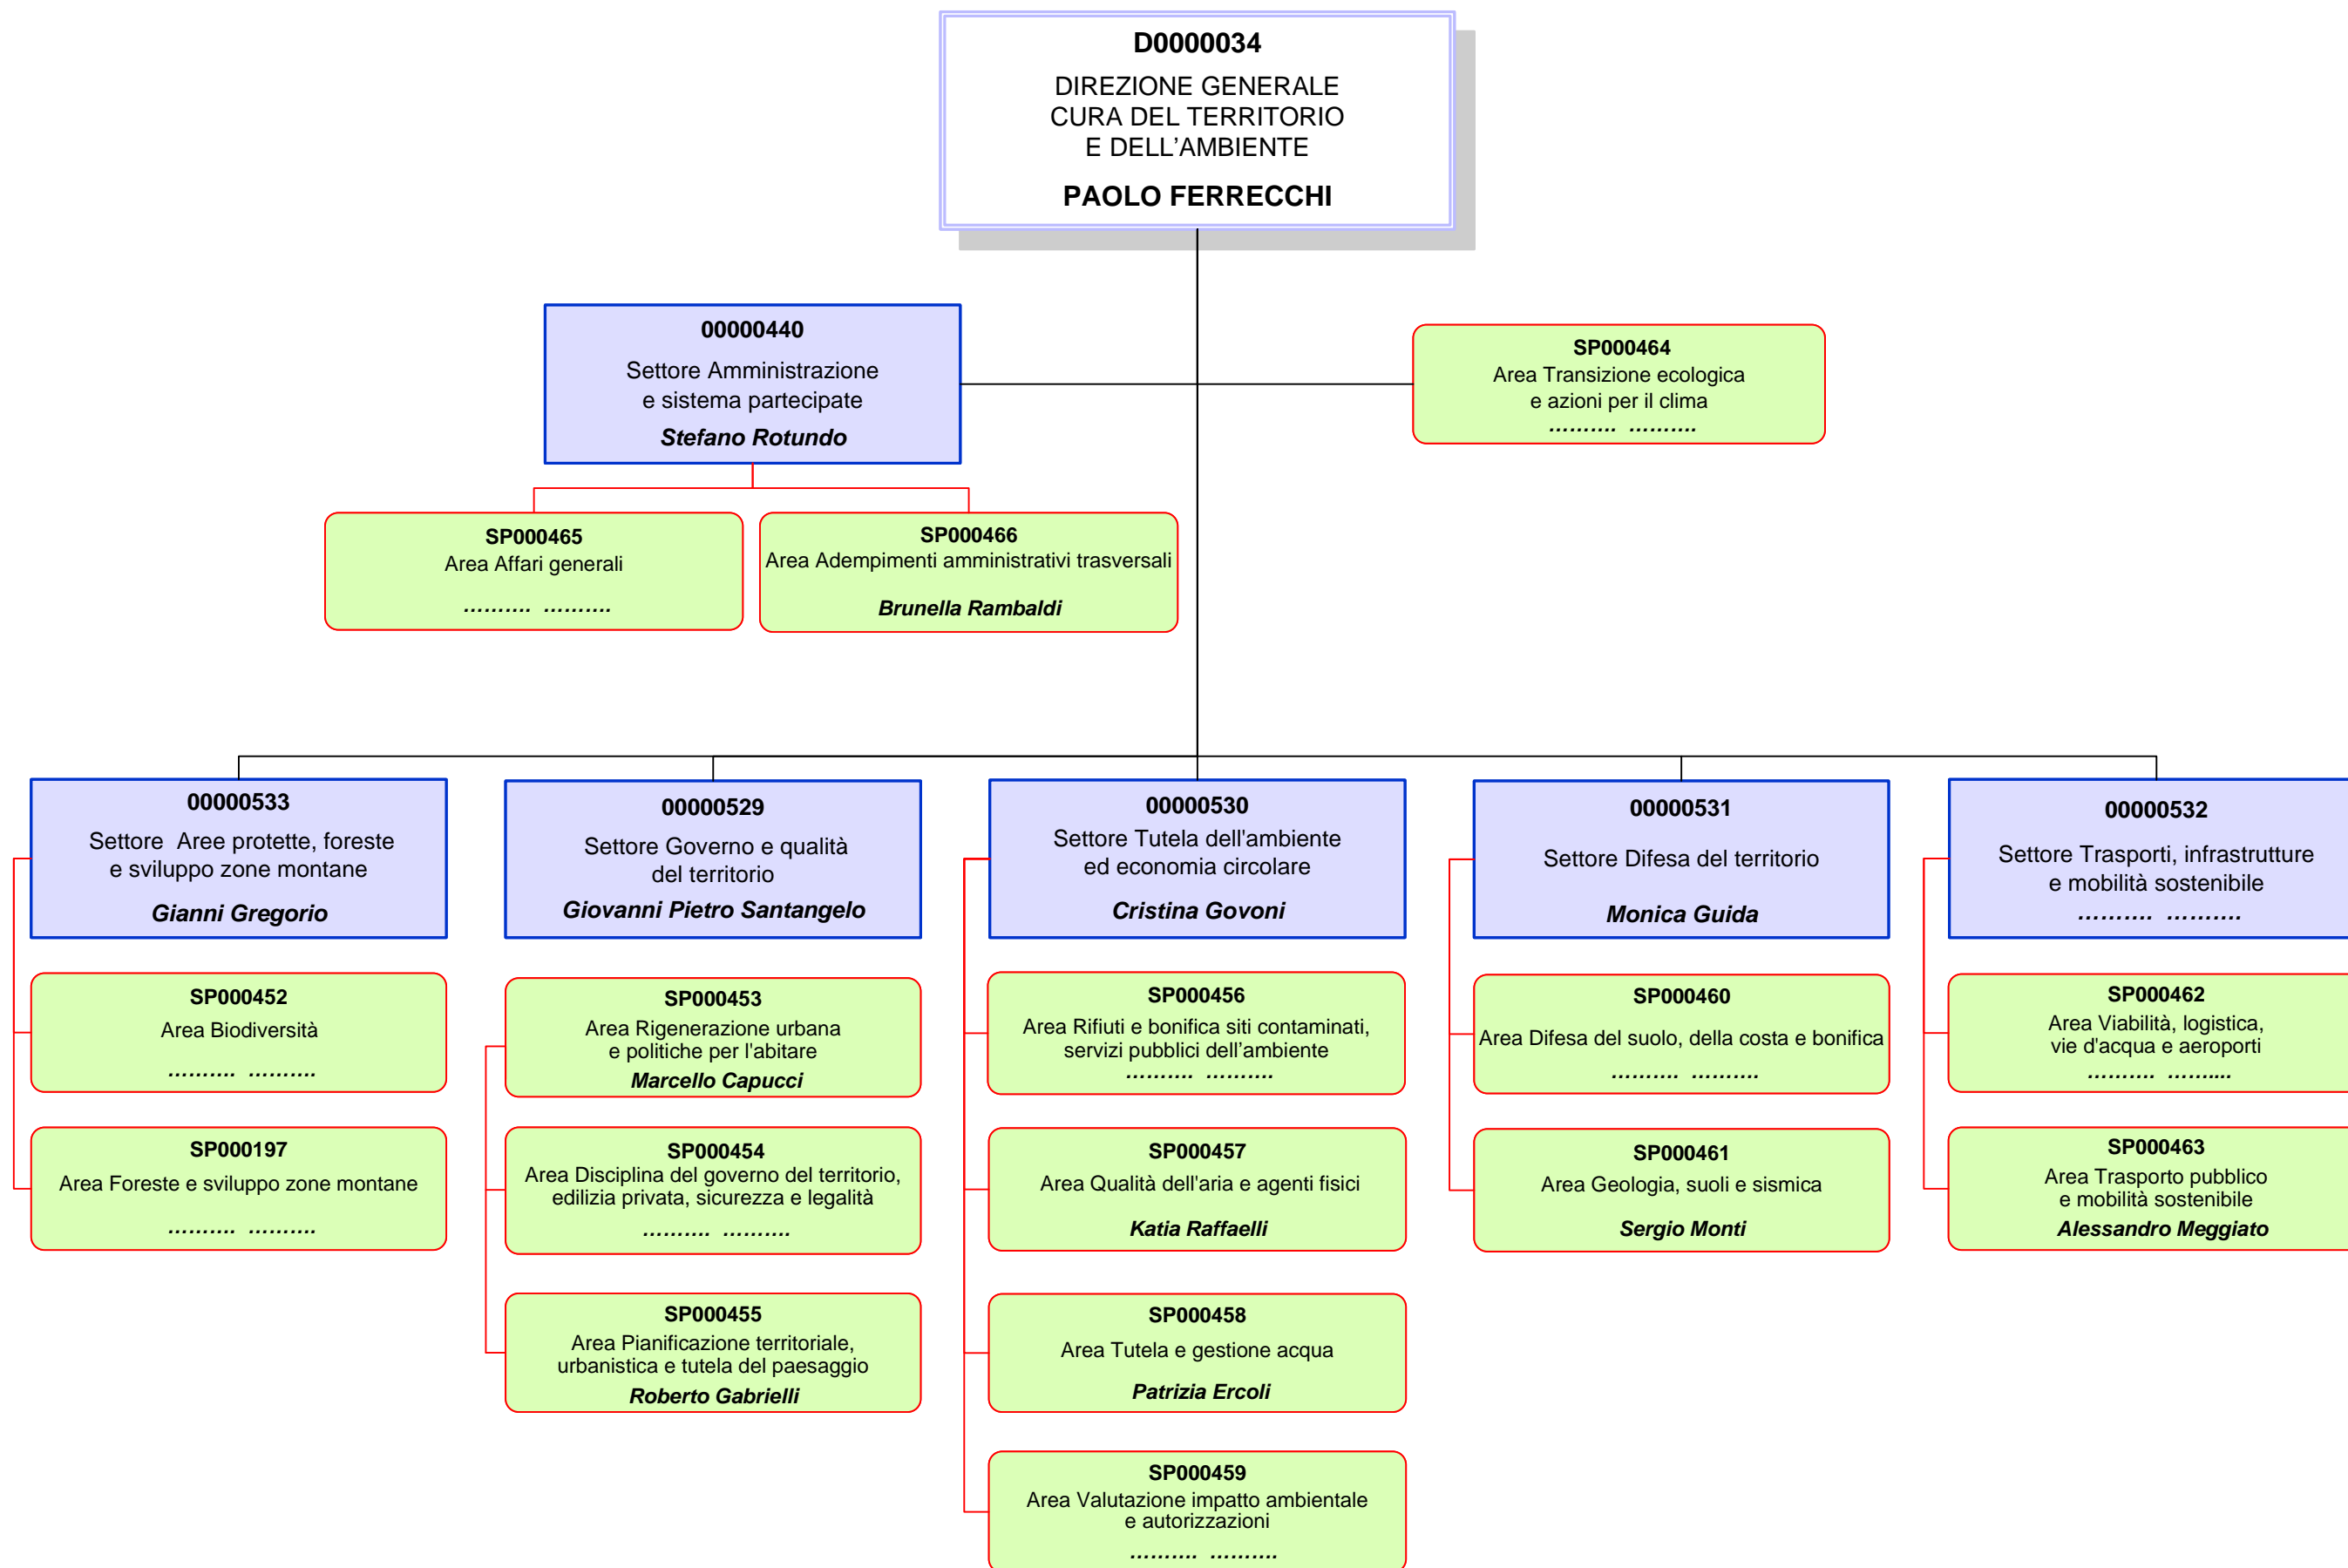 D0000034
DIREZIONE GENERALE
CURA DEL TERRITORIO
E DELL’AMBIENTE
PAOLO FERRECCHI
00000440
Settore Amministrazione
e sistema partecipate
Stefano Rotundo
SP000464
Area Transizione ecologica
e azioni per il clima
………. ……….
SP000465
Area Affari generali
………. ……….
SP000466
Area Adempimenti amministrativi trasversali
Brunella Rambaldi
00000533
Settore Aree protette, foreste
e sviluppo zone montane
Gianni Gregorio
SP000452
Area Biodiversità
………. ……….
SP000197
Area Foreste e sviluppo zone montane
………. ……….
00000529
Settore Governo e qualità
del territorio
Giovanni Pietro Santangelo
SP000453
Area Rigenerazione urbana
e politiche per l'abitare
Marcello Capucci
SP000454
Area Disciplina del governo del territorio,
edilizia privata, sicurezza e legalità
………. ……….
SP000455
Area Pianificazione territoriale,
urbanistica e tutela del paesaggio
Roberto Gabrielli
00000530
Settore Tutela dell'ambiente
ed economia circolare
Cristina Govoni
SP000456
Area Rifiuti e bonifica siti contaminati,
servizi pubblici dell’ambiente
………. ……….
SP000457
Area Qualità dell'aria e agenti fisici
Katia Raffaelli
SP000458
Area Tutela e gestione acqua
Patrizia Ercoli
SP000459
Area Valutazione impatto ambientale
e autorizzazioni
………. ……….
00000531
Settore Difesa del territorio
Monica Guida
SP000460
Area Difesa del suolo, della costa e bonifica
………. ……….
SP000461
Area Geologia, suoli e sismica
Sergio Monti
00000532
Settore Trasporti, infrastrutture
e mobilità sostenibile
………. ……….
SP000462
Area Viabilità, logistica,
vie d'acqua e aeroporti
………. ……....
SP000463
Area Trasporto pubblico
e mobilità sostenibile
Alessandro Meggiato